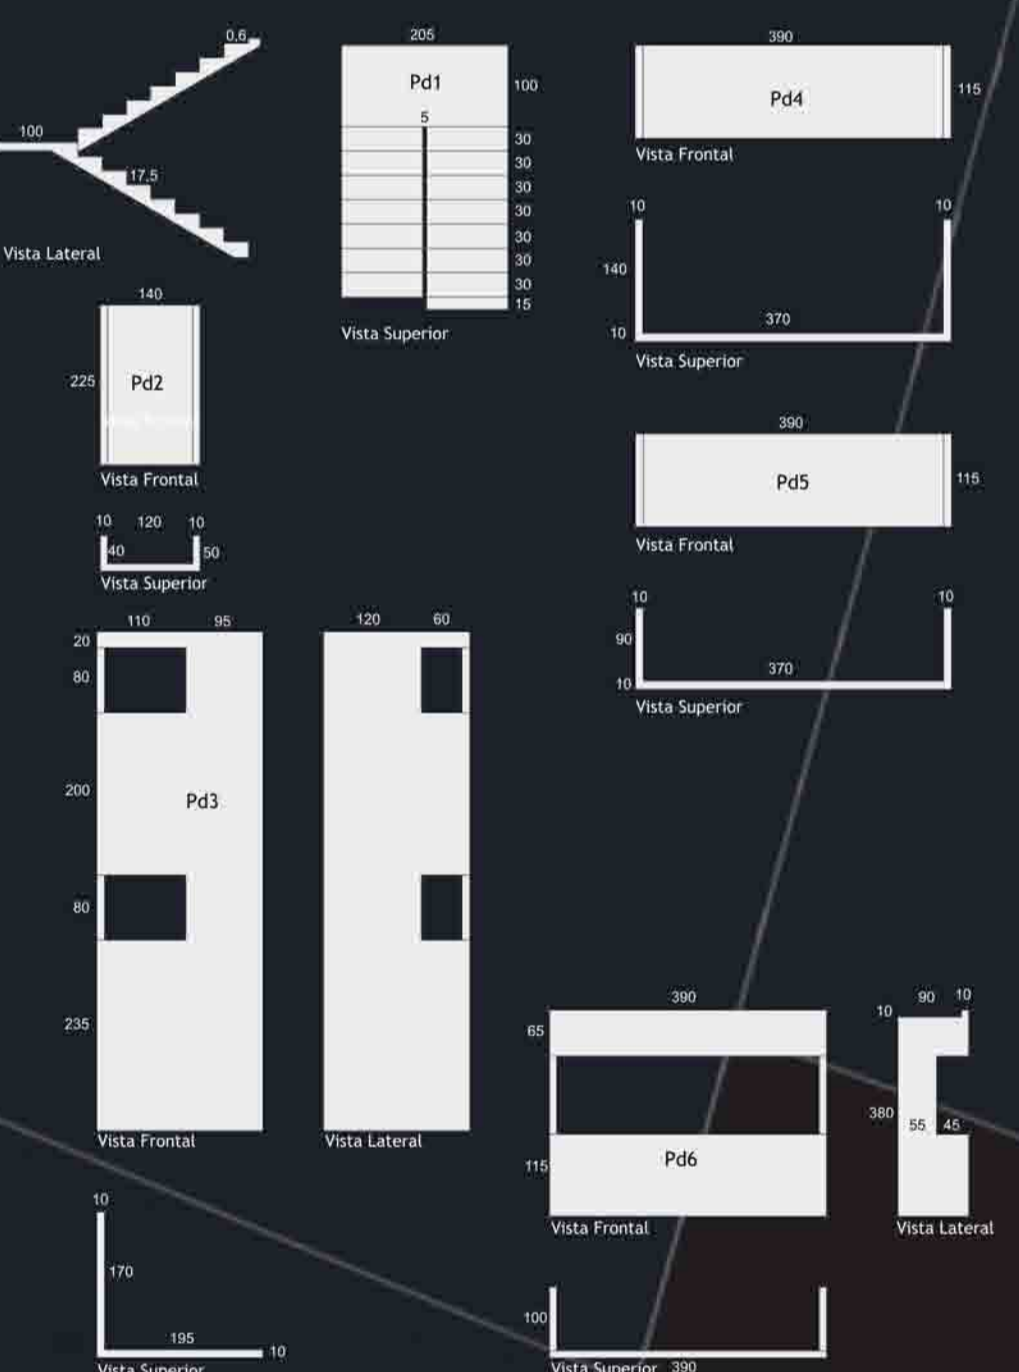 0,6
100
17,5
Vista Lateral
205
Pd1
100
5
30
30
30
30
30
30
30
15
Vista Superior
140
225
Pd2
Vista Frontal
10 120 10
40
50
Vista Superior
110 95
20
80
200
Pd3
80
235
Vista Frontal
120 60
Vista Lateral
10
170
195
10
Vista Superior
390
Pd4
115
Vista Frontal
10 10
140
370
10
Vista Superior
390
Pd5
115
Vista Frontal
10 10
90
370
10
Vista Superior
390
65
Pd6
115
Vista Frontal
90 10
10
380
55 45
Vista Lateral
100
Vista Superior 390